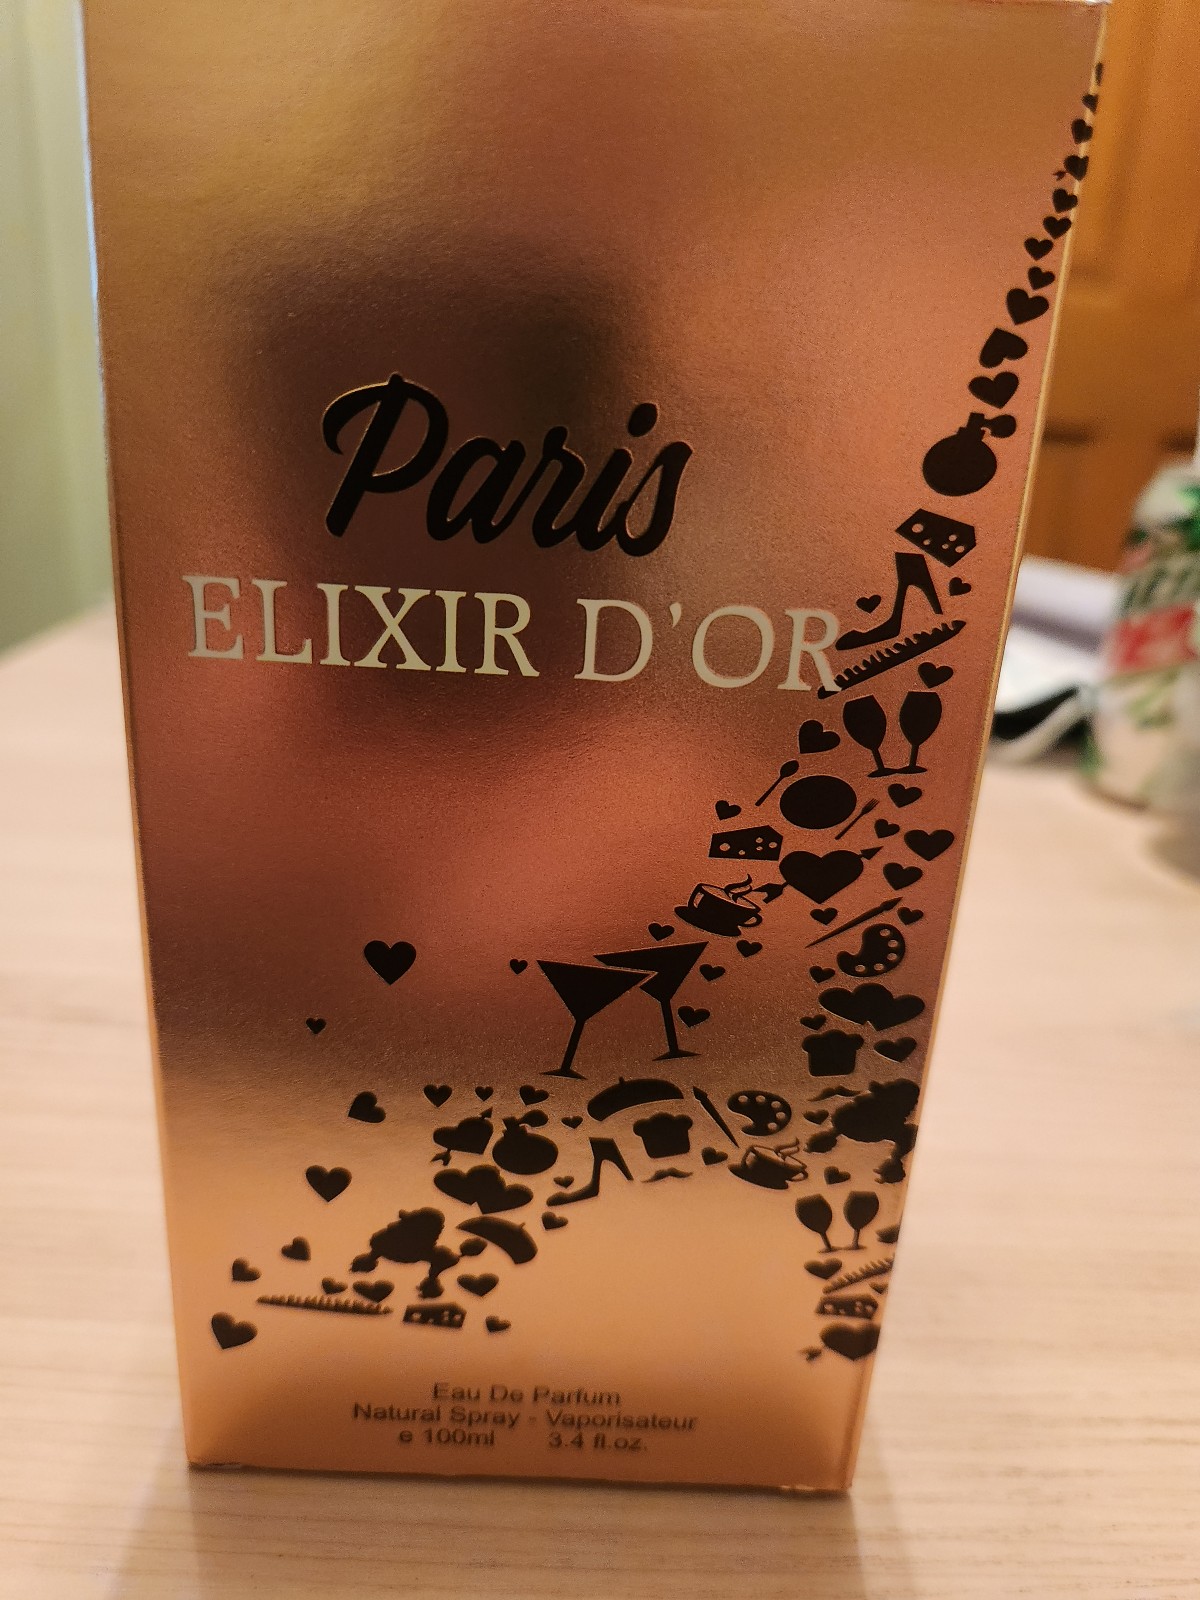 Paris
ELIXIR D'OR
Eau De Parfum
Natural Spray - Vaporisateur
e 100ml 3.4 fl.oz.